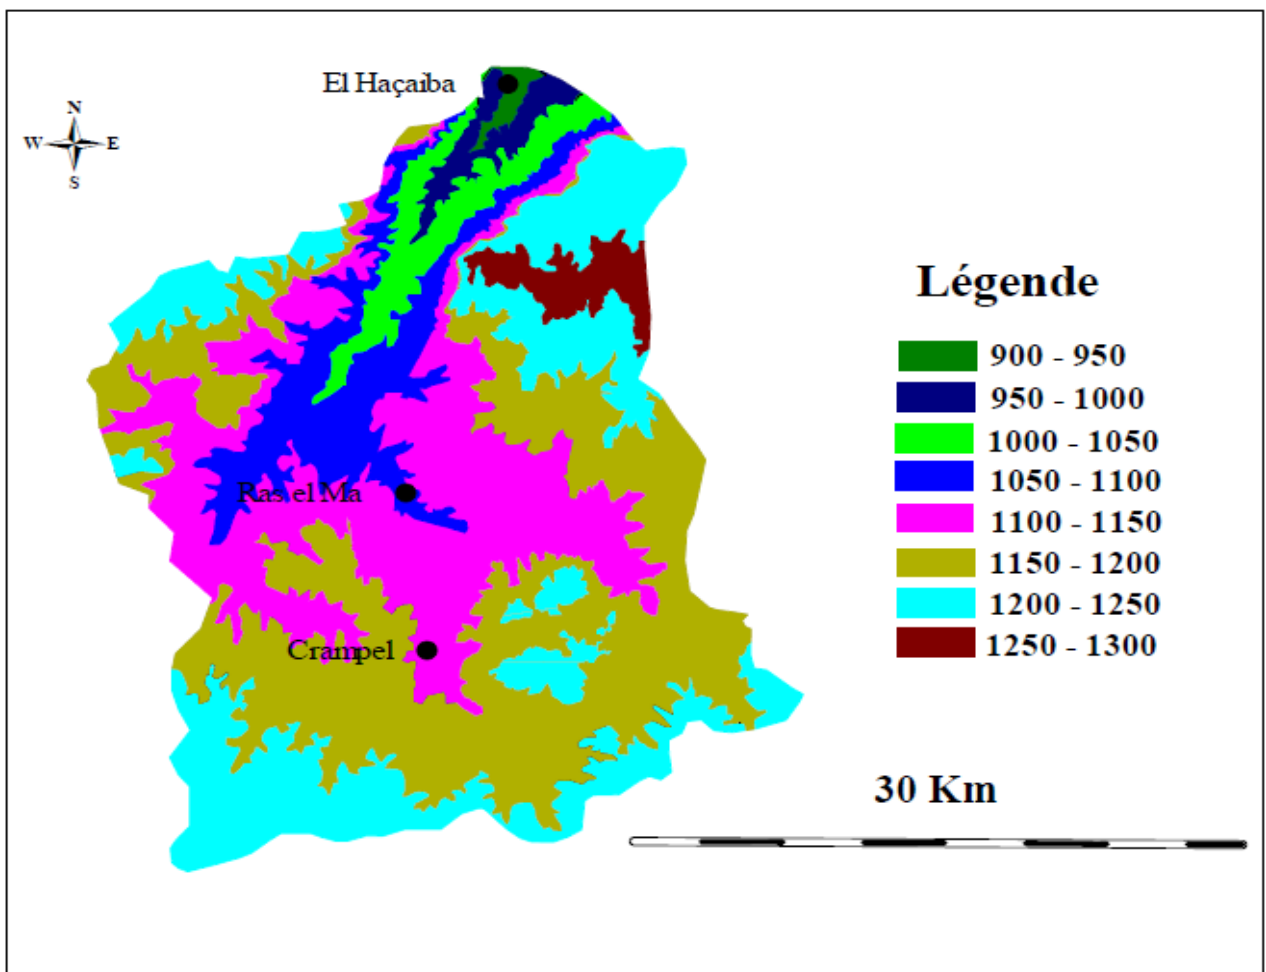 El Haçaiba
N
W E
S
Légende
900 - 950
950 - 1000
1000 - 1050
1050 - 1100
1100 - 1150
1150 - 1200
1200 - 1250
1250 - 1300
Ras el Ma
Crampel
30 Km